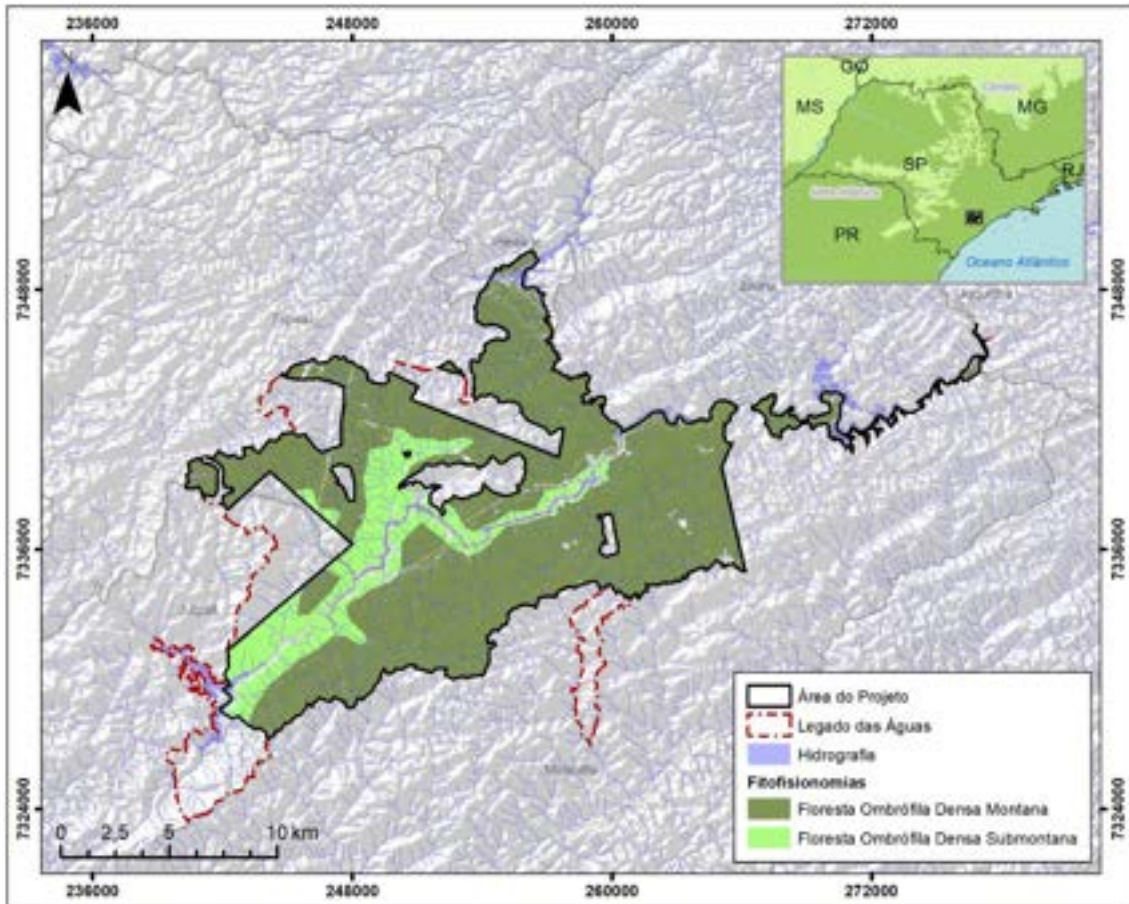 236000
248000
260000
272000
GO
MS
MG
SP
RJ
PR
Oceano Atlântico
7348000
7348000
7336000
7336000
7324000
7324000
Área do Projeto
Legado das Águas
Hidrografia
Fitofisionomias
Floresta Ombrófila Densa Montana
Floresta Ombrófila Densa Submontana
0 2,5 5 10 km
236000
248000
260000
272000